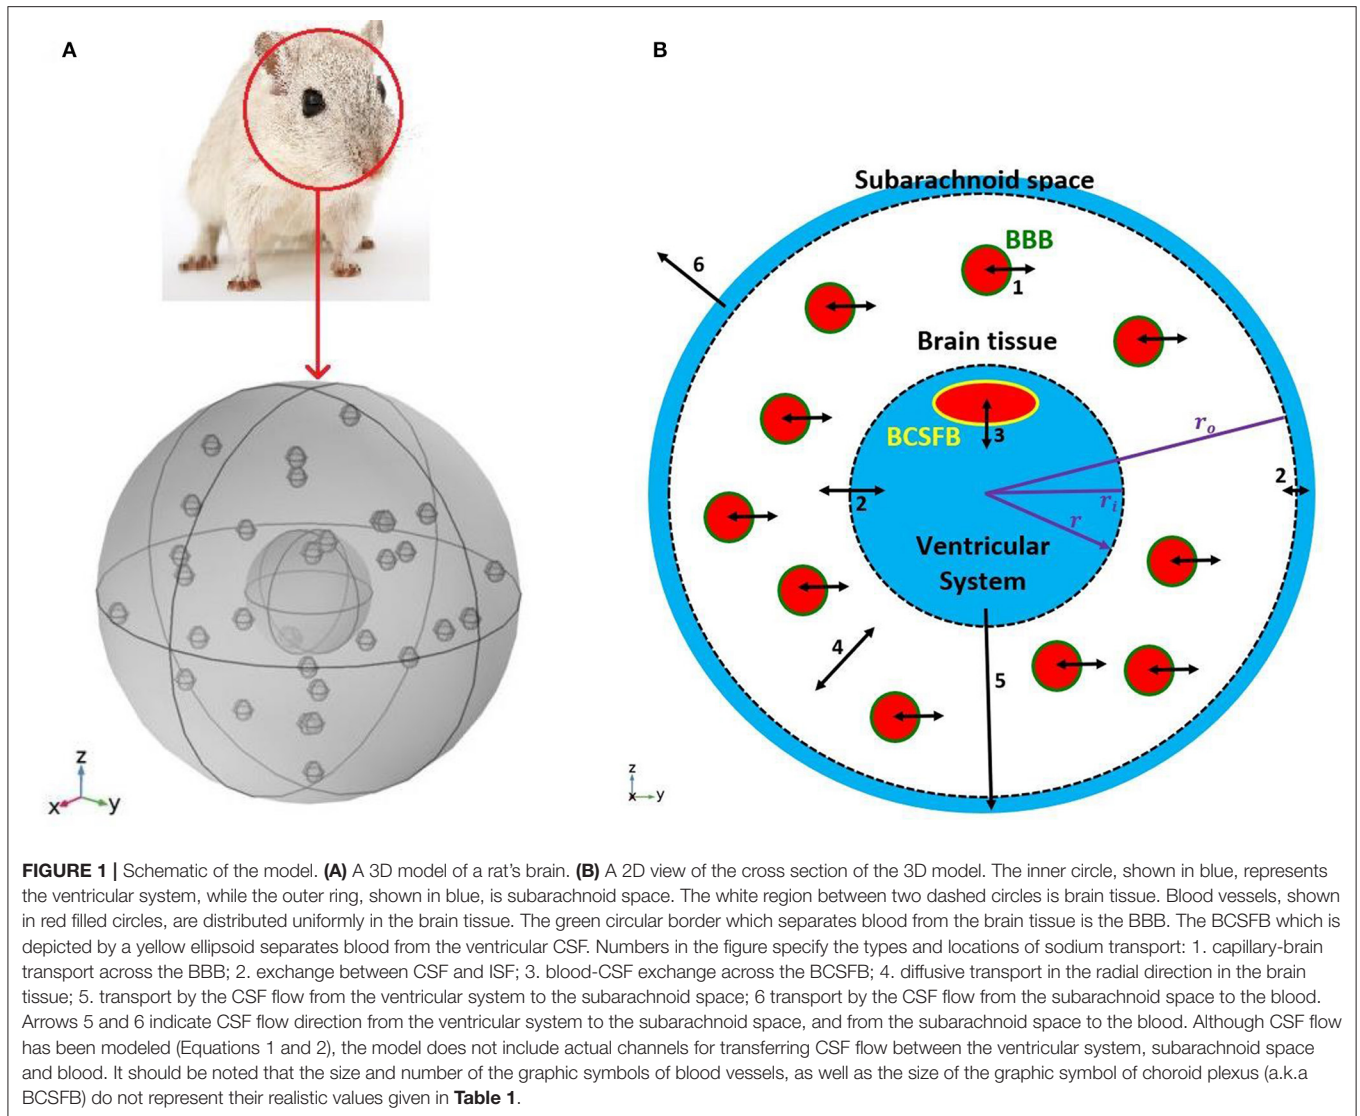 A
B
Subarachnoid space
BBB
6
1
Brain tissue
BCSFB
3
r_o
2
2
r_i
r
Ventricular
System
4
5
z
x
y
z
x
y
FIGURE 1 | Schematic of the model. (A) A 3D model of a rat's brain. (B) A 2D view of the cross section of the 3D model. The inner circle, shown in blue, represents
the ventricular system, while the outer ring, shown in blue, is subarachnoid space. The white region between two dashed circles is brain tissue. Blood vessels, shown
in red filled circles, are distributed uniformly in the brain tissue. The green circular border which separates blood from the brain tissue is the BBB. The BCSFB which is
depicted by a yellow ellipsoid separates blood from the ventricular CSF. Numbers in the figure specify the types and locations of sodium transport: 1. capillary-brain
transport across the BBB; 2. exchange between CSF and ISF; 3. blood-CSF exchange across the BCSFB; 4. diffusive transport in the radial direction in the brain
tissue; 5. transport by the CSF flow from the ventricular system to the subarachnoid space; 6 transport by the CSF flow from the subarachnoid space to the blood.
Arrows 5 and 6 indicate CSF flow direction from the ventricular system to the subarachnoid space, and from the subarachnoid space to the blood. Although CSF flow
has been modeled (Equations 1 and 2), the model does not include actual channels for transferring CSF flow between the ventricular system, subarachnoid space
and blood. It should be noted that the size and number of the graphic symbols of blood vessels, as well as the size of the graphic symbol of choroid plexus (a.k.a
BCSFB) do not represent their realistic values given in Table 1.